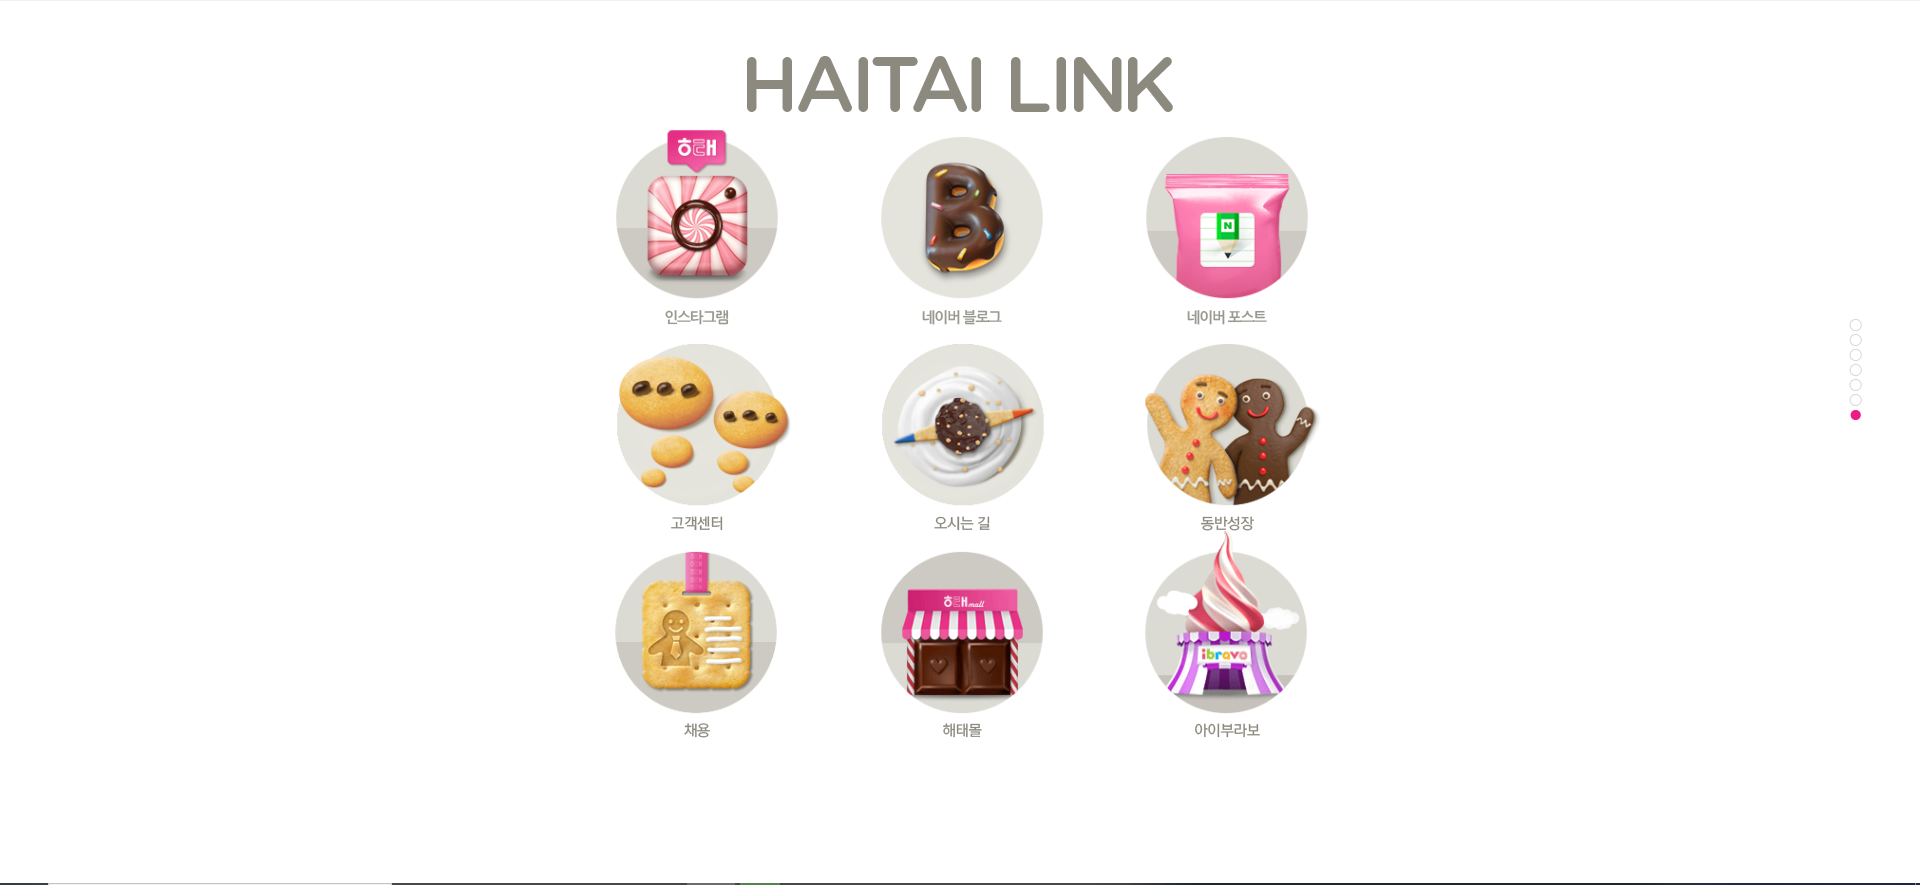 HAITAI LINK
해태
N
인스타그램
네이버 블로그
네이버 포스트
고객센터
오시는 길
동반성장
해태mall
ibravo
채용
해태몰
아이부라보